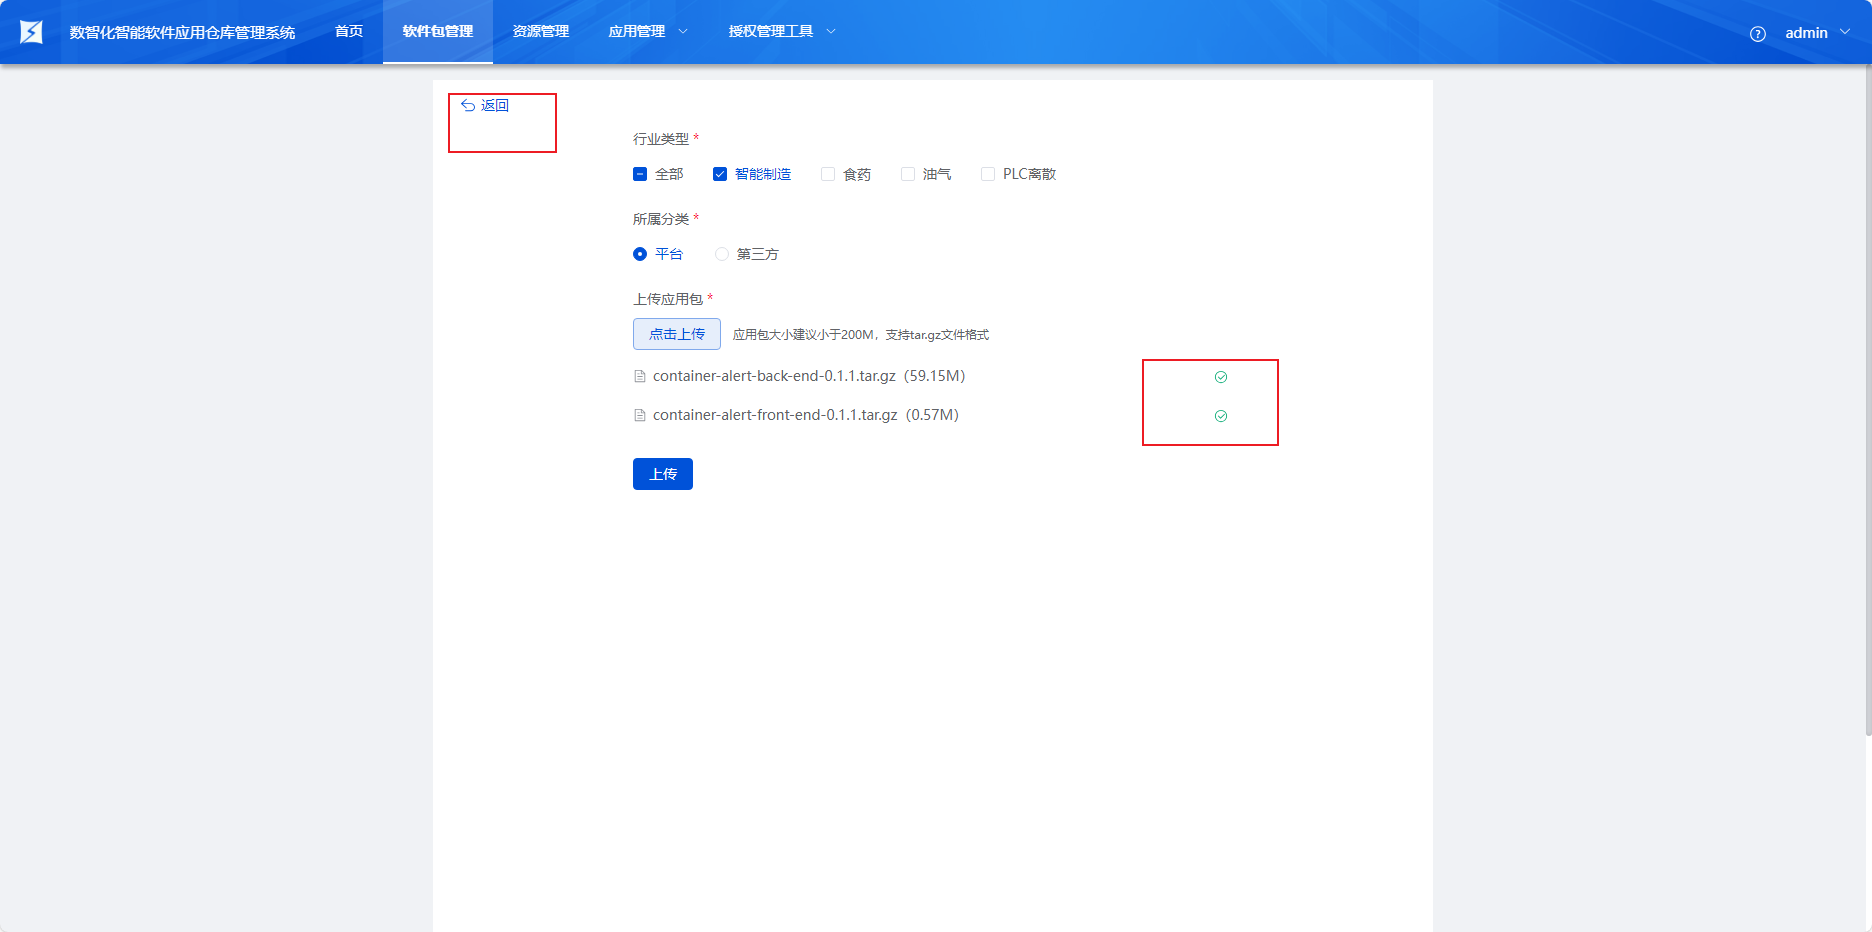 数智化智能软件应用仓库管理系统 首页 软件包管理 资源管理 应用管理 授权管理工具 admin
返回
行业类型 *
全部 智能制造 食药 油气 PLC离散
所属分类 *
平台 第三方
上传应用包 *
点击上传 应用包大小建议小于200M，支持tar.gz文件格式
container-alert-back-end-0.1.1.tar.gz（59.15M）
container-alert-front-end-0.1.1.tar.gz（0.57M）
上传